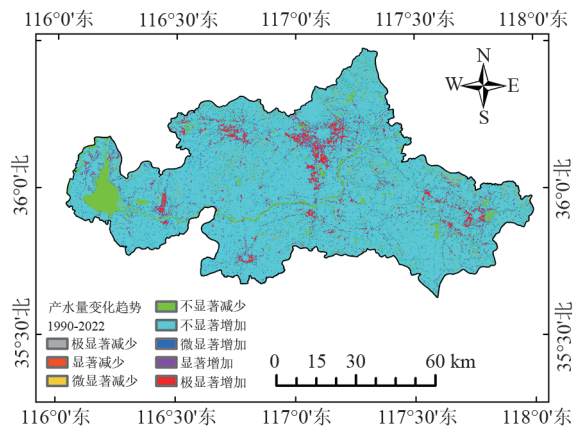 116°0'东 116°30'东 117°0'东 117°30'东 118°0'东
N
W E
S
36°0'北 36°0'北
35°30'北 35°30'北
产水量变化趋势
1990-2022
极显著减少
显著减少
微显著减少
不显著减少
不显著增加
微显著增加
显著增加
极显著增加
0 15 30 60 km
116°0'东 116°30'东 117°0'东 117°30'东 118°0'东